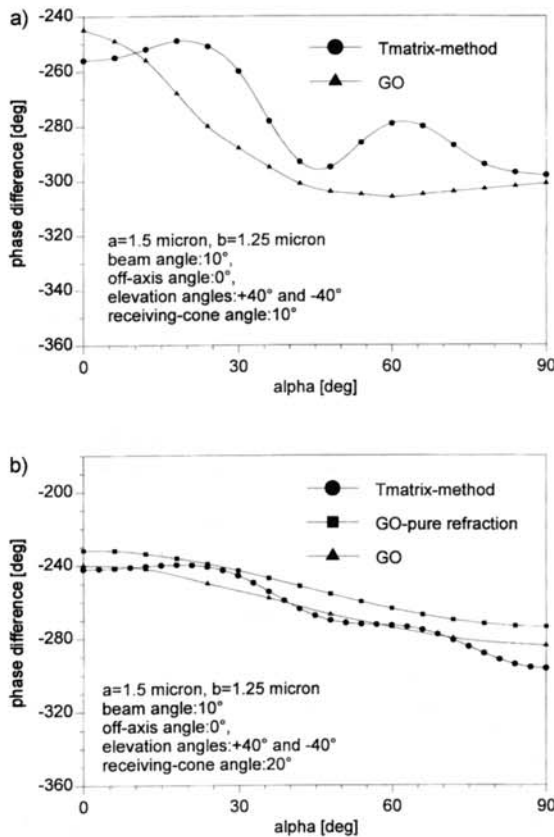 a)
-240
-260
-280
-300
-320
-340
-360
phase difference [deg]
Tmatrix-method
GO
a=1.5 micron, b=1.25 micron
beam angle:10°,
off-axis angle:0°,
elevation angles:+40° and -40°
receiving-cone angle:10°
0
30
60
90
alpha [deg]
b)
-200
-240
-280
-320
-360
phase difference [deg]
Tmatrix-method
GO-pure refraction
GO
a=1.5 micron, b=1.25 micron
beam angle:10°
off-axis angle:0°,
elevation angles:+40° and -40°
receiving-cone angle:20°
0
30
60
90
alpha [deg]